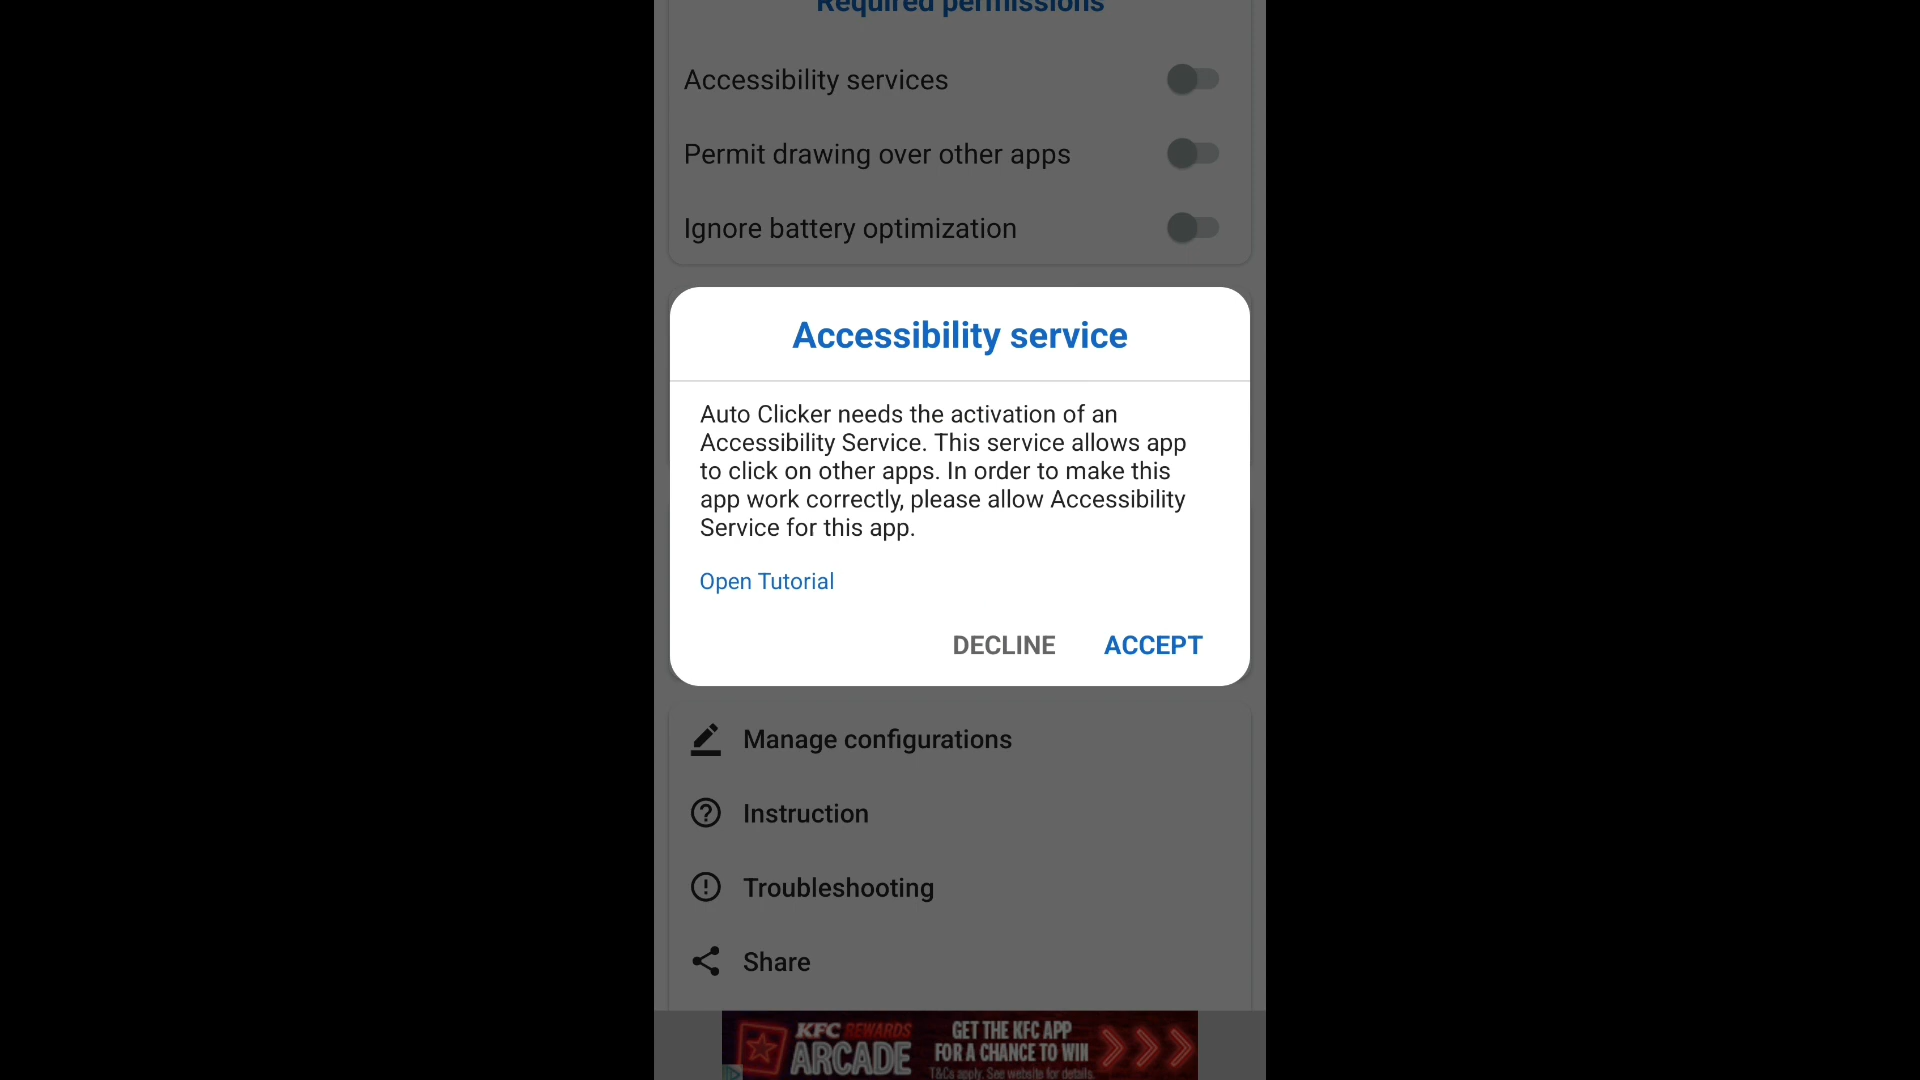 Required permissions
Accessibility services
Permit drawing over other apps
Ignore battery optimization
Accessibility service
Auto Clicker needs the activation of an
Accessibility Service. This service allows app
to click on other apps. In order to make this
app work correctly, please allow Accessibility
Service for this app.
Open Tutorial
DECLINE ACCEPT
Manage configurations
Instruction
Troubleshooting
Share
KFC REWARDS
ARCADE
GET THE KFC APP
FOR A CHANCE TO WIN
T&Cs apply. See website for details.